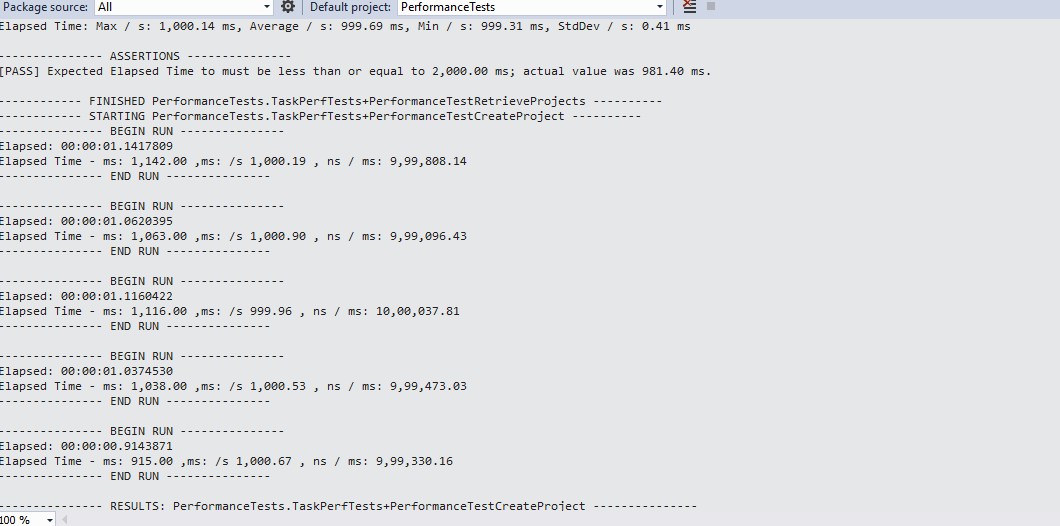 Package source: All Default project: PerformanceTests
Elapsed Time: Max / s: 1,000.14 ms, Average / s: 999.69 ms, Min / s: 999.31 ms, StdDev / s: 0.41 ms
--------------- ASSERTIONS ---------------
[PASS] Expected Elapsed Time to must be less than or equal to 2,000.00 ms; actual value was 981.40 ms.
------------ FINISHED PerformanceTests.TaskPerfTests+PerformanceTestRetrieveProjects ----------
------------ STARTING PerformanceTests.TaskPerfTests+PerformanceTestCreateProject ----------
--------------- BEGIN RUN ---------------
Elapsed: 00:00:01.1417809
Elapsed Time - ms: 1,142.00 ,ms: /s 1,000.19 , ns / ms: 9,99,808.14
--------------- END RUN ---------------
--------------- BEGIN RUN ---------------
Elapsed: 00:00:01.0620395
Elapsed Time - ms: 1,063.00 ,ms: /s 1,000.90 , ns / ms: 9,99,096.43
--------------- END RUN ---------------
--------------- BEGIN RUN ---------------
Elapsed: 00:00:01.1160422
Elapsed Time - ms: 1,116.00 ,ms: /s 999.96 , ns / ms: 10,00,037.81
--------------- END RUN ---------------
--------------- BEGIN RUN ---------------
Elapsed: 00:00:01.0374530
Elapsed Time - ms: 1,038.00 ,ms: /s 1,000.53 , ns / ms: 9,99,473.03
--------------- END RUN ---------------
--------------- BEGIN RUN ---------------
Elapsed: 00:00:00.9143871
Elapsed Time - ms: 915.00 ,ms: /s 1,000.67 , ns / ms: 9,99,330.16
--------------- END RUN ---------------
--------------- RESULTS: PerformanceTests.TaskPerfTests+PerformanceTestCreateProject ---------------
100 %